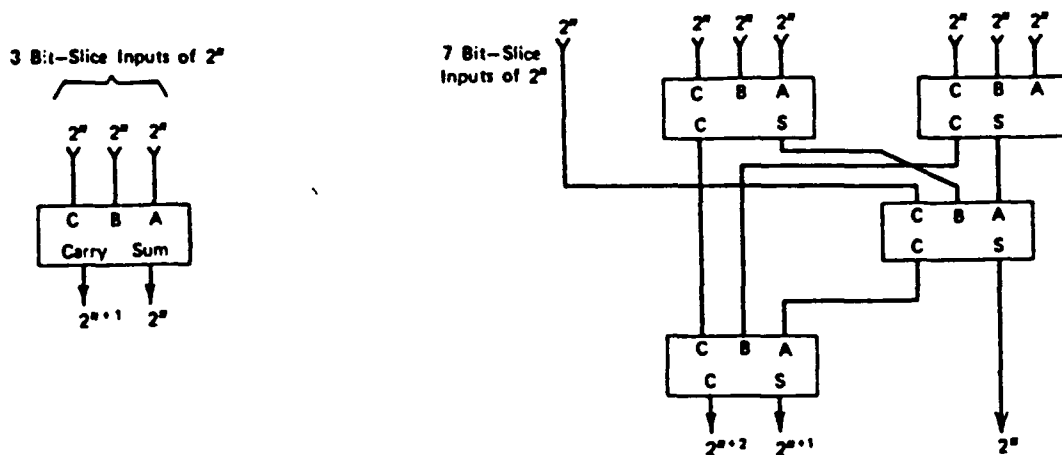 3 Bit-Slice Inputs of 2ⁿ
2ⁿ 2ⁿ 2ⁿ
C B A
Carry Sum
2ⁿ⁺¹ 2ⁿ
7 Bit-Slice
Inputs of 2ⁿ
2ⁿ
2ⁿ 2ⁿ 2ⁿ
C B A
C S
2ⁿ 2ⁿ 2ⁿ
C B A
C S
C B A
C S
C B A
C S
2ⁿ⁺² 2ⁿ⁺¹
2ⁿ